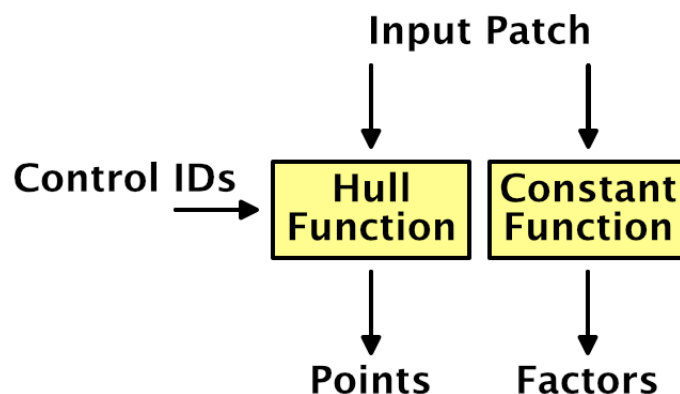 Input Patch
Control IDs
Hull
Function
Constant
Function
Points
Factors